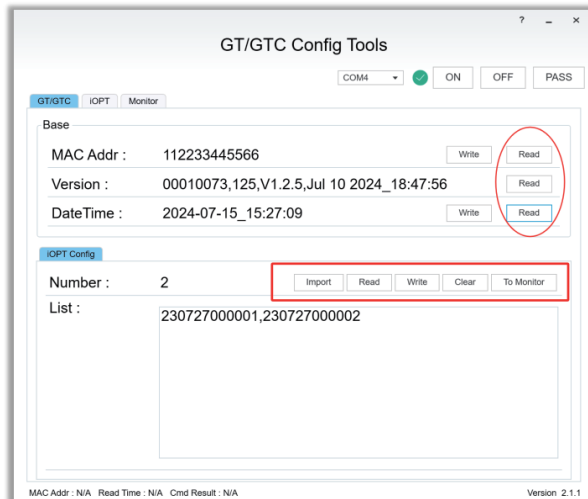 ? – ×
GT/GTC Config Tools
COM4 ON OFF PASS
GT/GTC iOPT Monitor
Base
MAC Addr : 112233445566 Write Read
Version : 00010073,125,V1.2.5,Jul 10 2024_18:47:56 Read
DateTime : 2024-07-15_15:27:09 Write Read
iOPT Config
Number : 2 Import Read Write Clear To Monitor
List : 230727000001,230727000002
MAC Addr : N/A Read Time : N/A Cmd Result : N/A Version 2.1.1